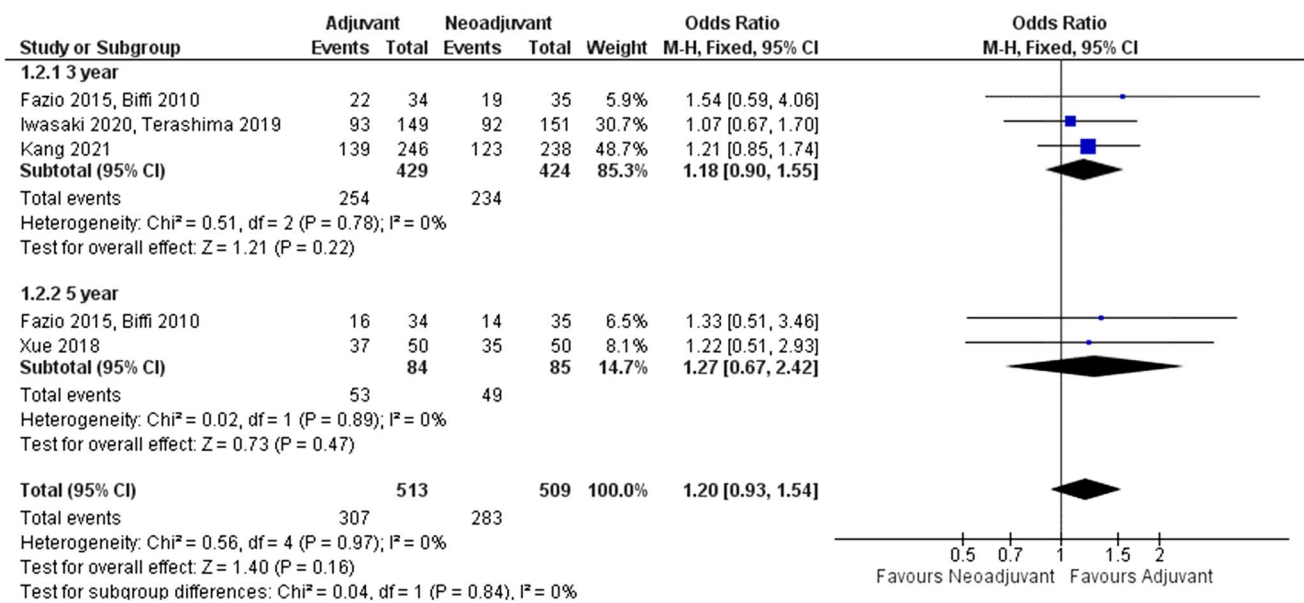 Adjuvant Neoadjuvant Odds Ratio Odds Ratio
Study or Subgroup Events Total Events Total Weight M-H, Fixed, 95% CI M-H, Fixed, 95% CI
1.2.1 3 year
Fazio 2015, Biffi 2010 22 34 19 35 5.9% 1.54 [0.59, 4.06]
Iwasaki 2020, Terashima 2019 93 149 92 151 30.7% 1.07 [0.67, 1.70]
Kang 2021 139 246 123 238 48.7% 1.21 [0.85, 1.74]
Subtotal (95% CI) 429 424 85.3% 1.18 [0.90, 1.55]
Total events 254 234
Heterogeneity: Chi² = 0.51, df = 2 (P = 0.78); I² = 0%
Test for overall effect: Z = 1.21 (P = 0.22)
1.2.2 5 year
Fazio 2015, Biffi 2010 16 34 14 35 6.5% 1.33 [0.51, 3.46]
Xue 2018 37 50 35 50 8.1% 1.22 [0.51, 2.93]
Subtotal (95% CI) 84 85 14.7% 1.27 [0.67, 2.42]
Total events 53 49
Heterogeneity: Chi² = 0.02, df = 1 (P = 0.89); I² = 0%
Test for overall effect: Z = 0.73 (P = 0.47)
Total (95% CI) 513 509 100.0% 1.20 [0.93, 1.54]
Total events 307 283
Heterogeneity: Chi² = 0.56, df = 4 (P = 0.97); I² = 0%
Test for overall effect: Z = 1.40 (P = 0.16)
Test for subgroup differences: Chi² = 0.04, df = 1 (P = 0.84), I² = 0%
0.5 0.7 1 1.5 2
Favours Neoadjuvant Favours Adjuvant